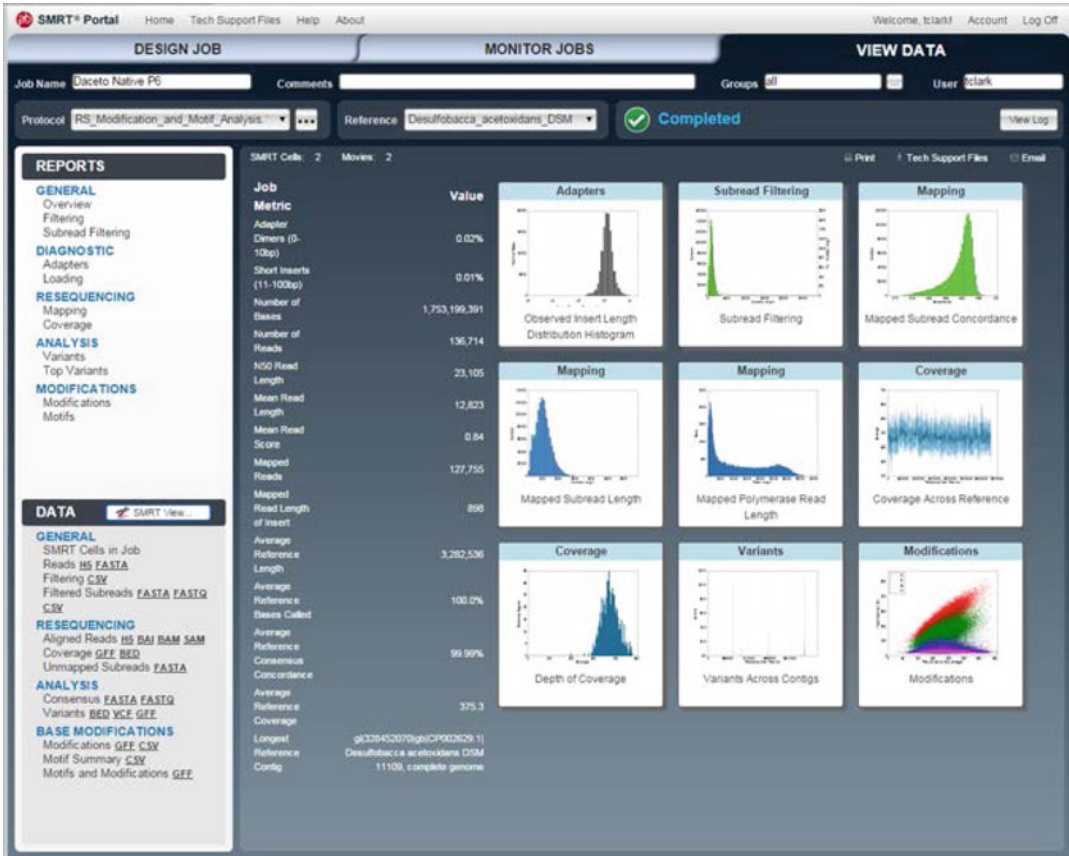 SMRT® Portal Home Tech Support Files Help About Welcome, tclark! Account Log Off
DESIGN JOB MONITOR JOBS VIEW DATA
Job Name Daceto Native P6 Comments Groups all User tclark
Protocol RS_Modification_and_Motif_Analysis. Reference Desulfobacca_acetoxidans_DSM Completed View Log
REPORTS
GENERAL
Overview
Filtering
Subread Filtering
DIAGNOSTIC
Adapters
Loading
RESEQUENCING
Mapping
Coverage
ANALYSIS
Variants
Top Variants
MODIFICATIONS
Modifications
Motifs
DATA SMRT View...
GENERAL
SMRT Cells in Job
Reads H5 FASTA
Filtering CSV
Filtered Subreads FASTA FASTQ
CSV
RESEQUENCING
Aligned Reads H5 BAI BAM SAM
Coverage GFF BED
Unmapped Subreads FASTA
ANALYSIS
Consensus FASTA FASTQ
Variants BED VCF GFF
BASE MODIFICATIONS
Modifications GFF CSV
Motif Summary CSV
Motifs and Modifications GFF
SMRT Cells: 2 Movies: 2 Print Tech Support Files Email
Job
Metric Value
Adapter
Dimers (0-
10bp) 0.02%
Short Inserts
(11-100bp) 0.01%
Number of
Bases 1,753,199,391
Number of
Reads 136,714
N50 Read
Length 23,105
Mean Read
Length 12,823
Mean Read
Score 0.84
Mapped
Reads 127,755
Mapped
Read Length
of Insert 898
Average
Reference
Length 3,282,536
Average
Reference
Bases Called 100.0%
Average
Reference
Consensus
Concordance 99.99%
Average
Reference
Coverage 375.3
Longest
Reference
Contig
gi|328452070|gb|CP002629.1|
Desulfobacca acetoxidans DSM
11109, complete genome
Adapters
Observed Insert Length
Distribution Histogram
Subread Filtering
Subread Filtering
Mapping
Mapped Subread Concordance
Mapping
Mapped Subread Length
Mapping
Mapped Polymerase Read
Length
Coverage
Coverage Across Reference
Coverage
Depth of Coverage
Variants
Variants Across Contigs
Modifications
Modifications